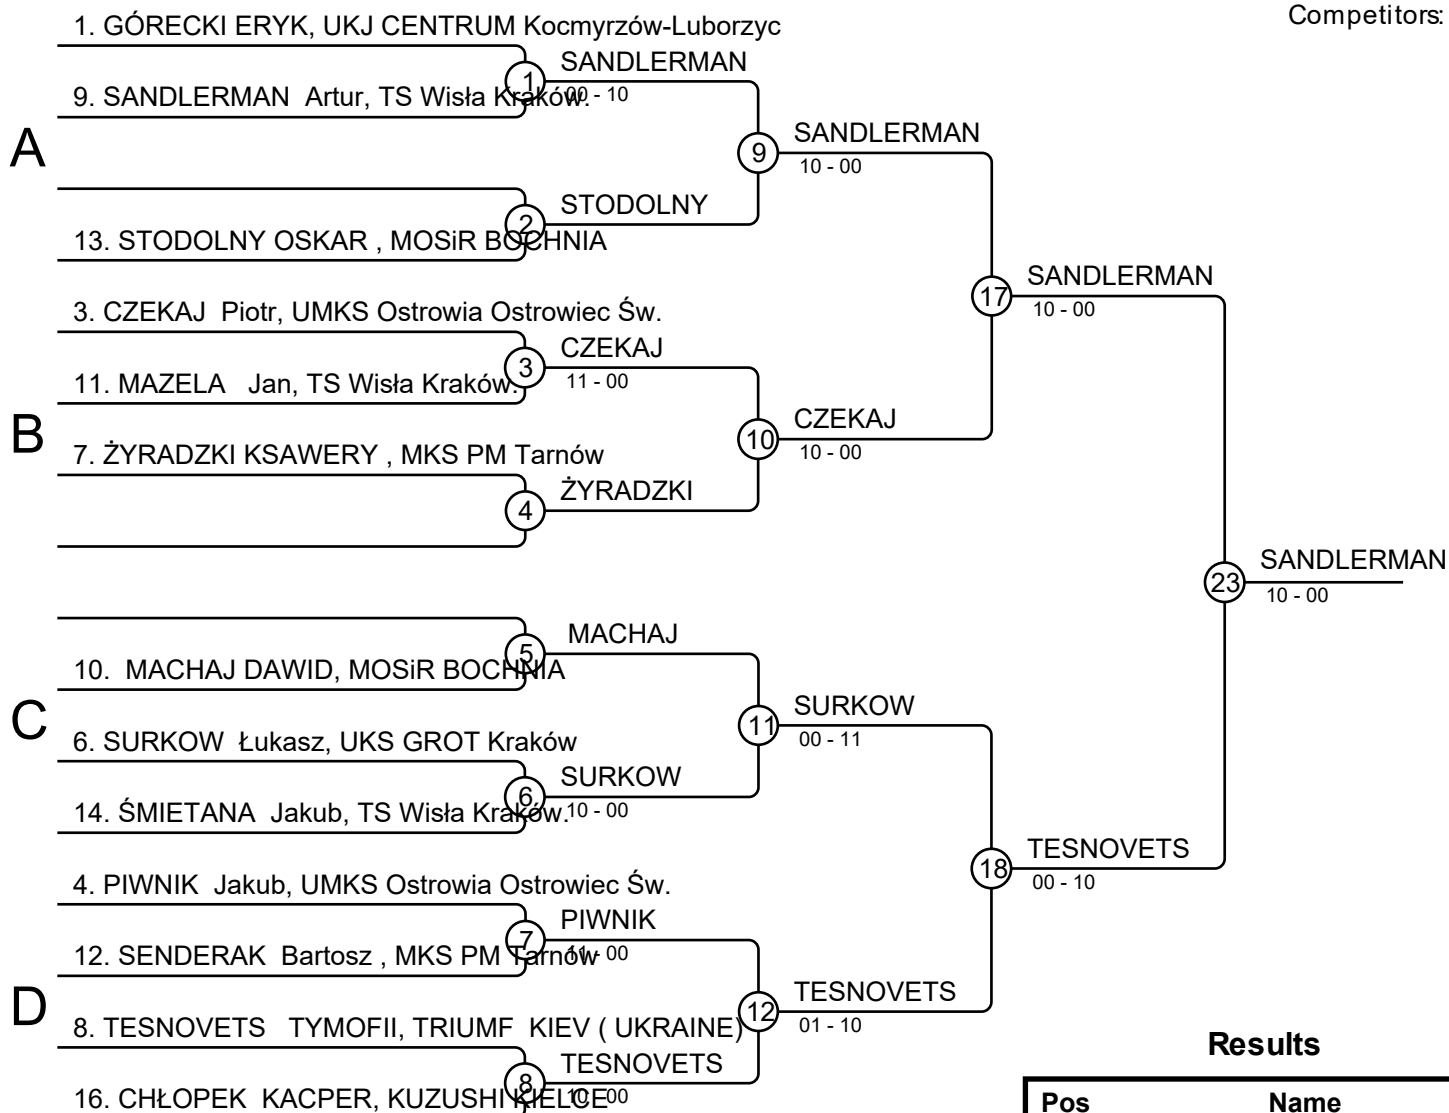 Competitors:
1. GÓRECKI ERYK, UKJ CENTRUM Kocmyrzów-Luborzyc
1
SANDLERMAN
00 - 10
9. SANDLERMAN Artur, TS Wisła Kraków.
A
9
SANDLERMAN
10 - 00
2
STODOLNY
13. STODOLNY OSKAR , MOSiR BOCHNIA
17
SANDLERMAN
10 - 00
3. CZEKAJ Piotr, UMKS Ostrowia Ostrowiec Św.
3
CZEKAJ
11 - 00
11. MAZELA Jan, TS Wisła Kraków.
B
10
CZEKAJ
10 - 00
7. ŻYRADZKI KSAWERY , MKS PM Tarnów
4
ŻYRADZKI
23
SANDLERMAN
10 - 00
5
MACHAJ
10. MACHAJ DAWID, MOSiR BOCHNIA
C
11
SURKOW
00 - 11
6. SURKOW Łukasz, UKS GROT Kraków
6
SURKOW
10 - 00
14. ŚMIETANA Jakub, TS Wisła Kraków.
18
TESNOVETS
00 - 10
4. PIWNIK Jakub, UMKS Ostrowia Ostrowiec Św.
7
PIWNIK
11 - 00
12. SENDERAK Bartosz , MKS PM Tarnów
D
12
TESNOVETS
01 - 10
8. TESNOVETS TYMOFII, TRIUMF KIEV ( UKRAINE)
8
TESNOVETS
10 - 00
16. CHŁOPEK KACPER, KUZUSHI KIELCE
Results
Pos Name